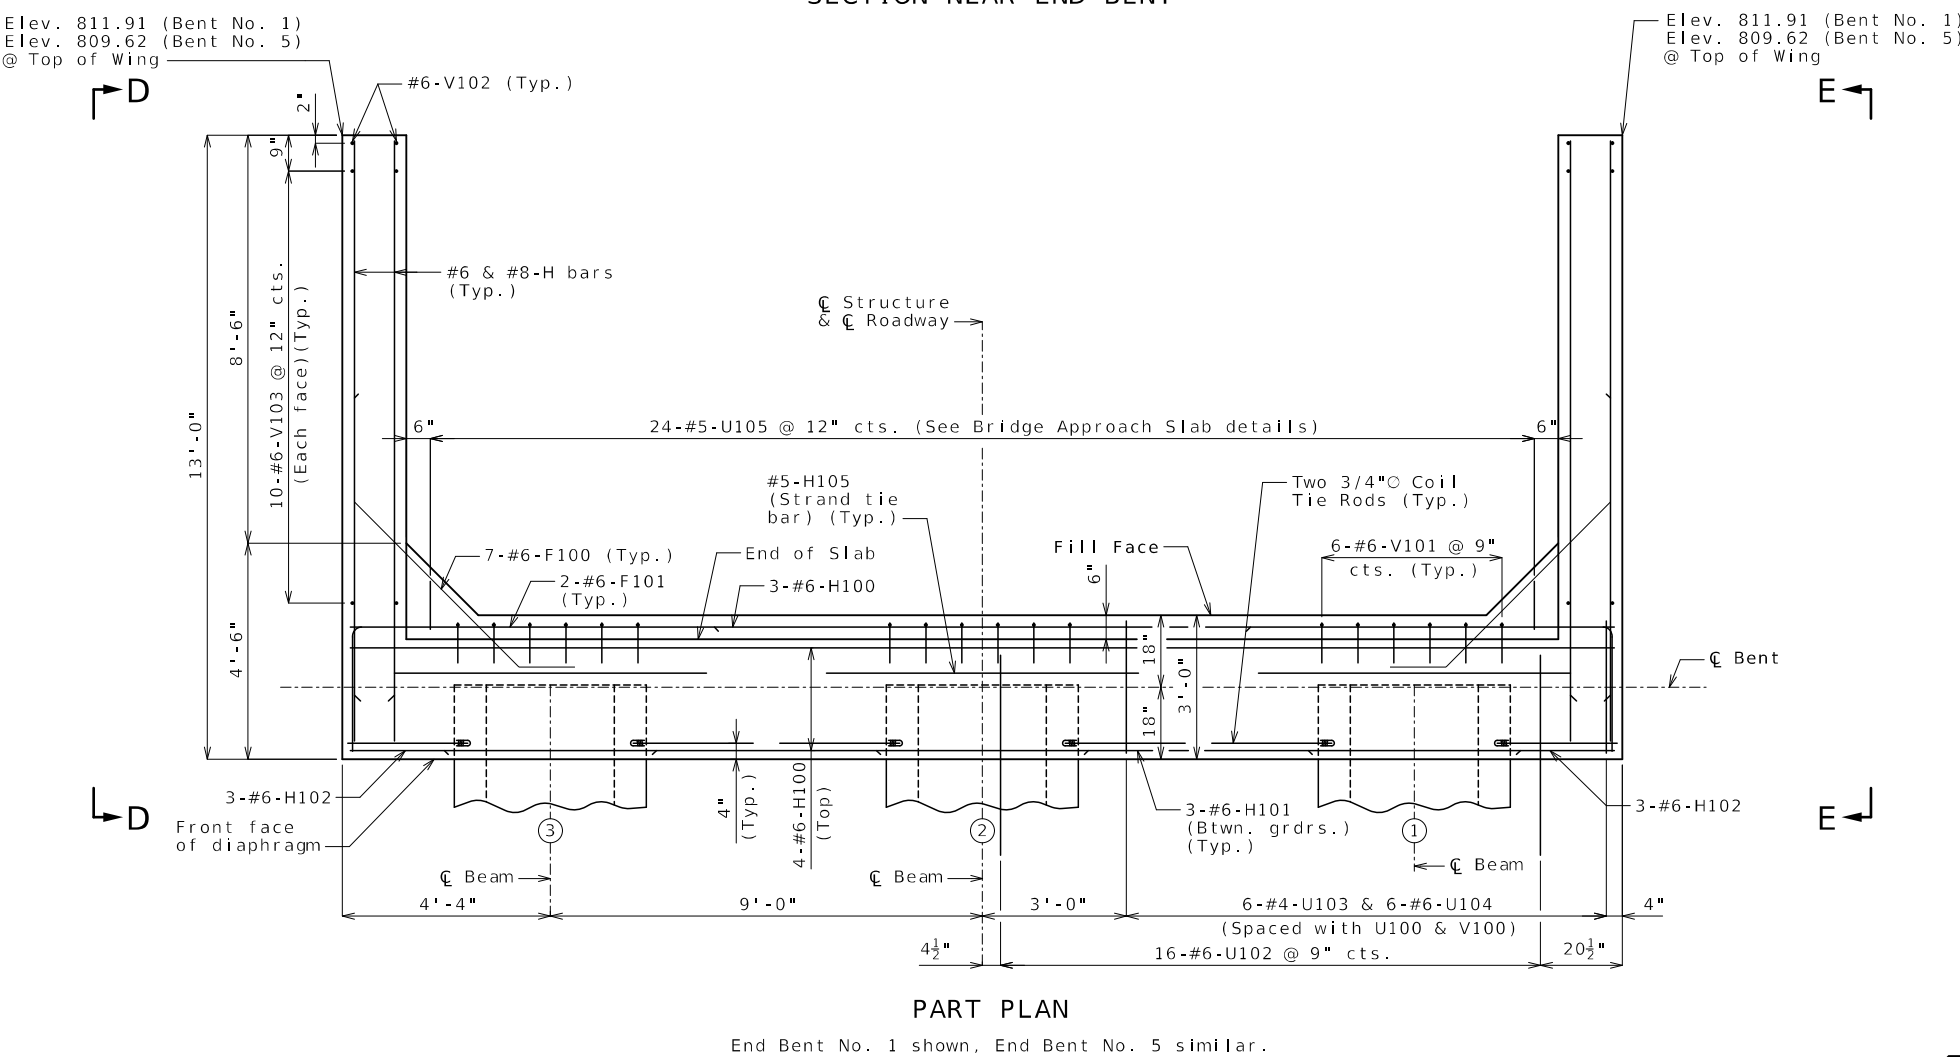 SECTION NEAR END BENT
Elev. 811.91 (Bent No. 1)
Elev. 809.62 (Bent No. 5)
@ Top of Wing
Elev. 811.91 (Bent No. 1)
Elev. 809.62 (Bent No. 5)
@ Top of Wing
D
E
#6-V102 (Typ.)
2"
9"
#6 & #8-H bars
(Typ.)
℄ Structure
& ℄ Roadway
10-#6-V103 @ 12" cts.
(Each face)(Typ.)
8'-6"
13'-0"
4'-6"
6"
24-#5-U105 @ 12" cts. (See Bridge Approach Slab details)
6"
#5-H105
(Strand tie
bar) (Typ.)
Two 3/4"∅ Coil
Tie Rods (Typ.)
7-#6-F100 (Typ.)
End of Slab
Fill Face
6-#6-V101 @ 9"
cts. (Typ.)
2-#6-F101
(Typ.)
3-#6-H100
6"
18"
18"
3'-0"
℄ Bent
3-#6-H102
Front face
of diaphragm
4"
(Typ.)
4-#6-H100
(Top)
3-#6-H101
(Btwn. grdrs.)
(Typ.)
3-#6-H102
D
E
3
2
1
℄ Beam
℄ Beam
℄ Beam
4'-4"
9'-0"
3'-0"
6-#4-U103 & 6-#6-U104
(Spaced with U100 & V100)
4"
4½"
16-#6-U102 @ 9" cts.
20½"
PART PLAN
End Bent No. 1 shown, End Bent No. 5 similar.